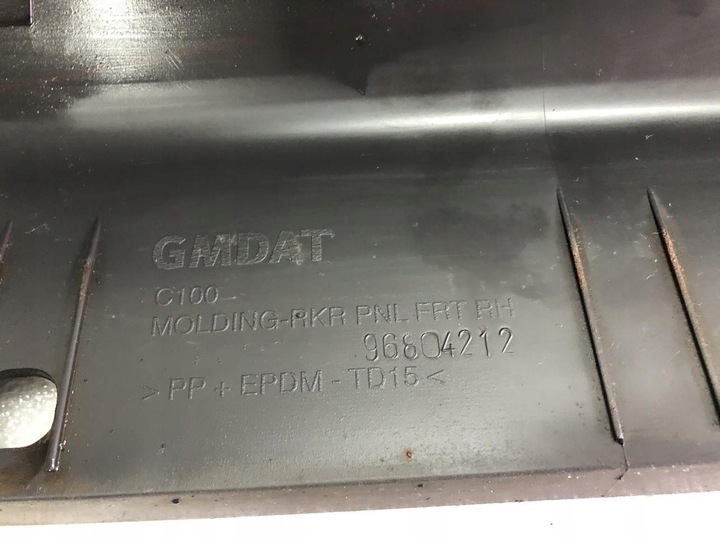 GMDAT
C100
MOLDING-RKR PNL FRT RH
96804212
> PP + EPDM - TD15 <